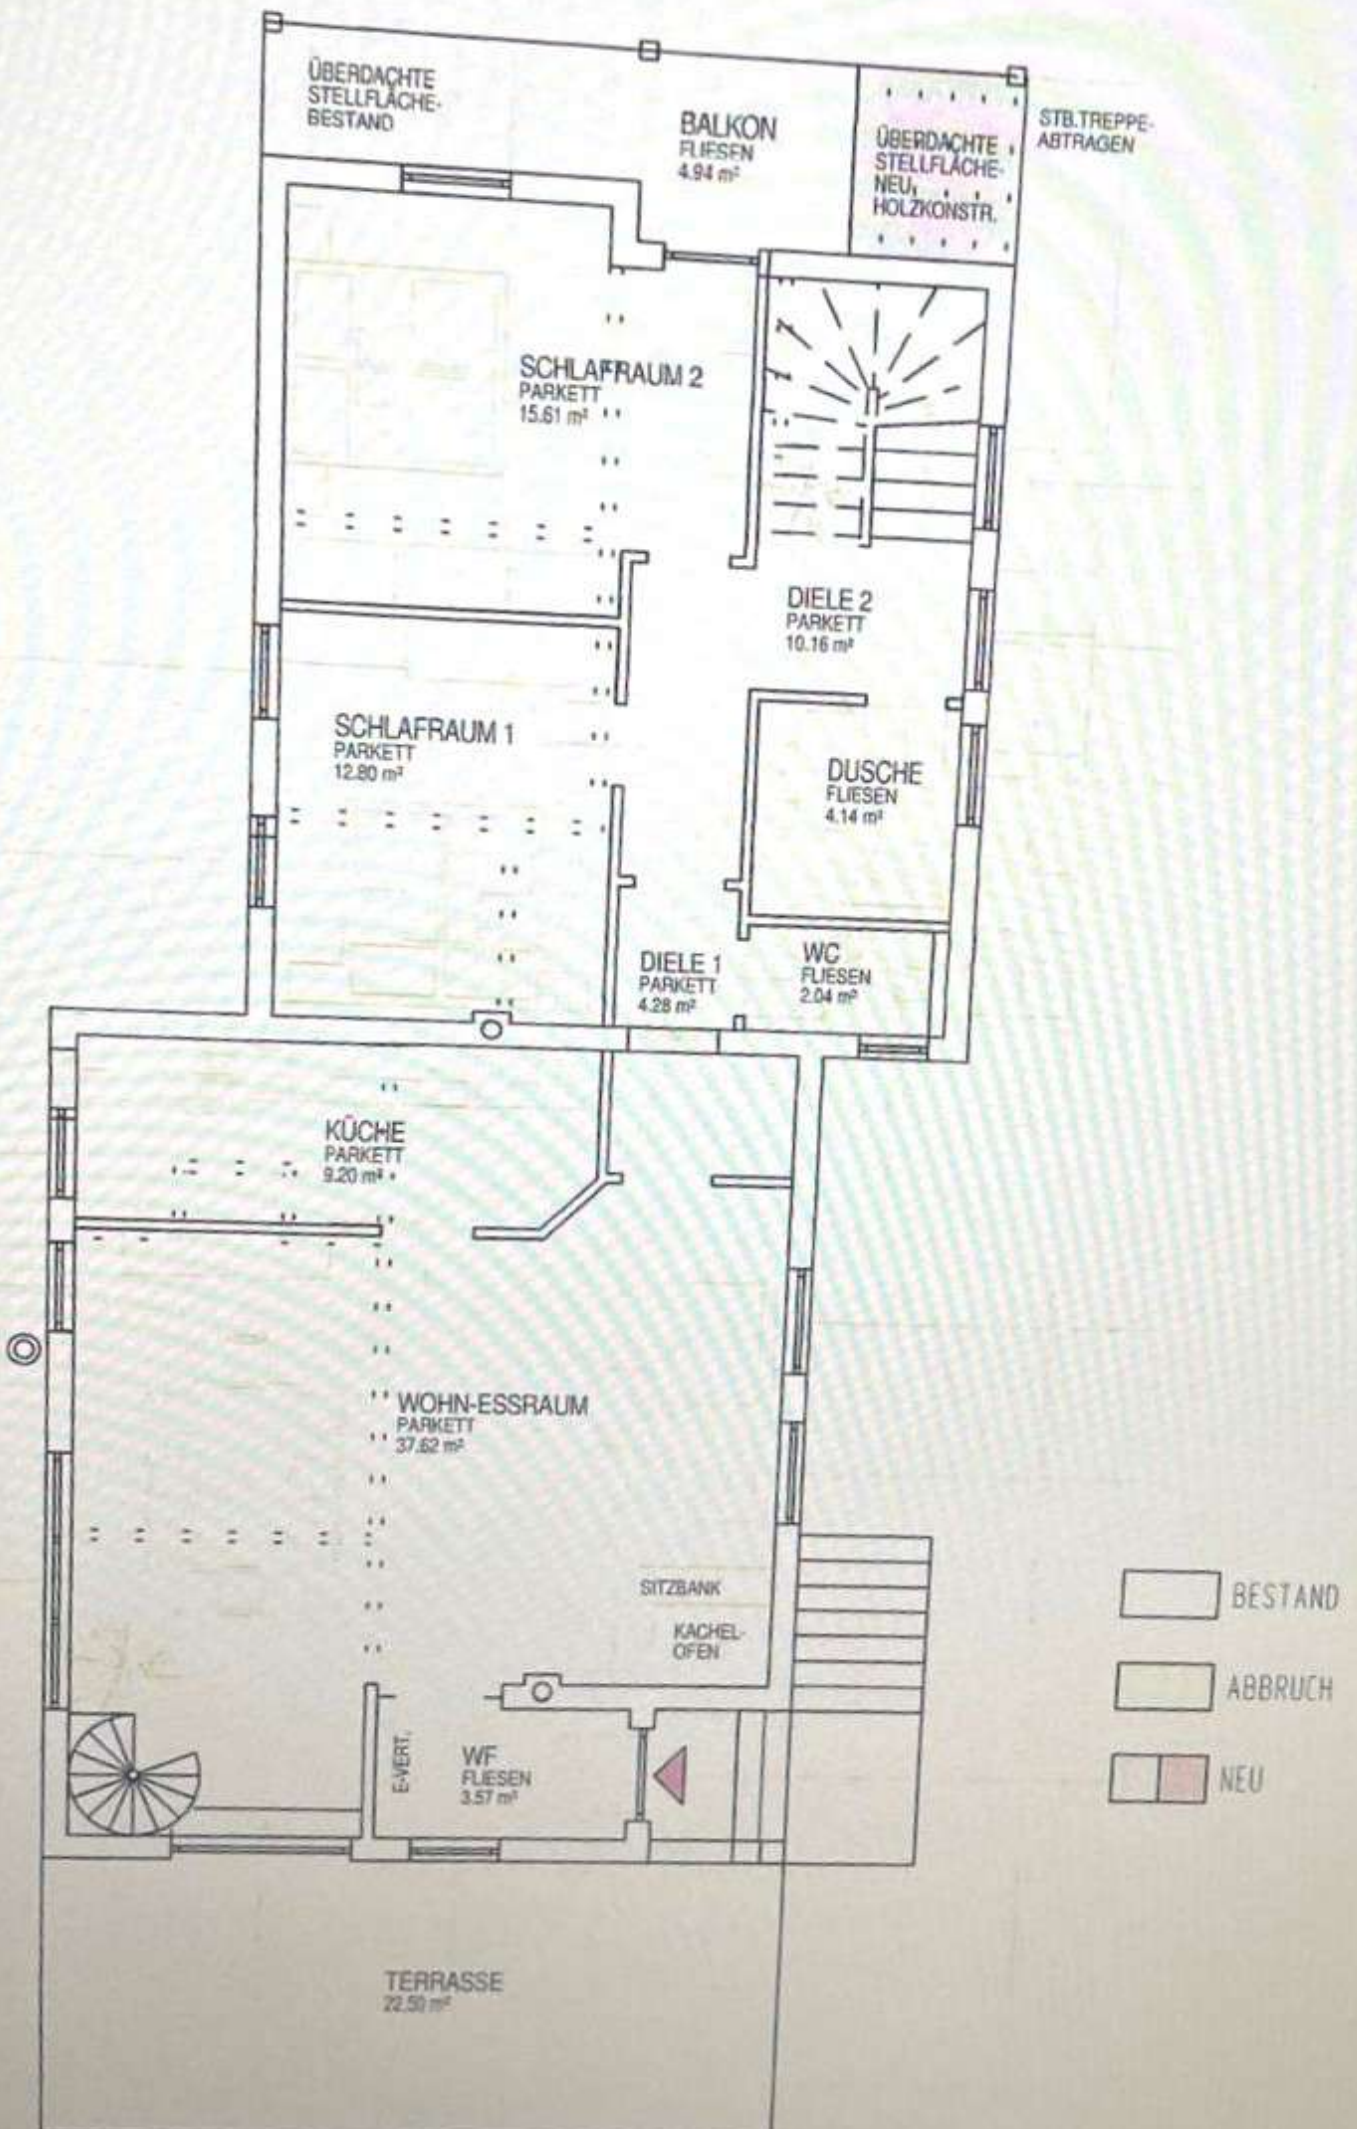 ÜBERDACHTE
STELLFLÄCHE-
BESTAND
BALKON
FLIESEN
4.94 m²
ÜBERDACHTE
STELLFLÄCHE-
NEU,
HOLZKONSTR.
STB.TREPPE-
ABTRAGEN
SCHLAFRAUM 2
PARKETT
15.61 m²
DIELE 2
PARKETT
10.16 m²
SCHLAFRAUM 1
PARKETT
12.80 m²
DUSCHE
FLIESEN
4.14 m²
DIELE 1
PARKETT
4.28 m²
WC
FLIESEN
2.04 m²
KÜCHE
PARKETT
9.20 m²
WOHN-ESSRAUM
PARKETT
37.62 m²
SITZBANK
KACHEL-
OFEN
E-VERT.
WF
FLIESEN
3.57 m²
TERRASSE
22.50 m²
BESTAND
ABBRUCH
NEU